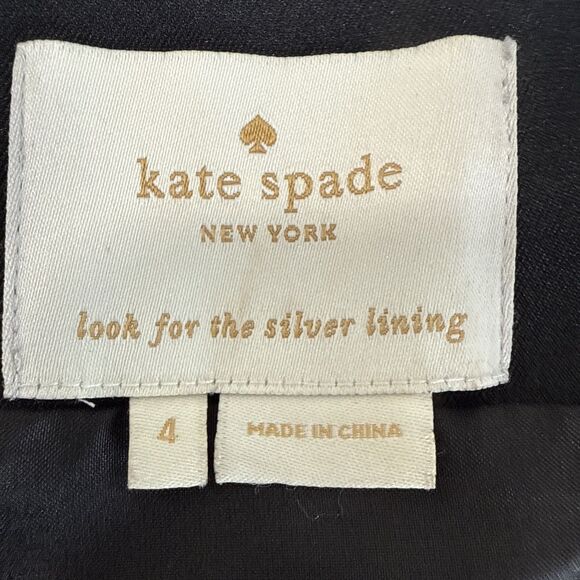 kate spade
NEW YORK
look for the silver lining
4
MADE IN CHINA